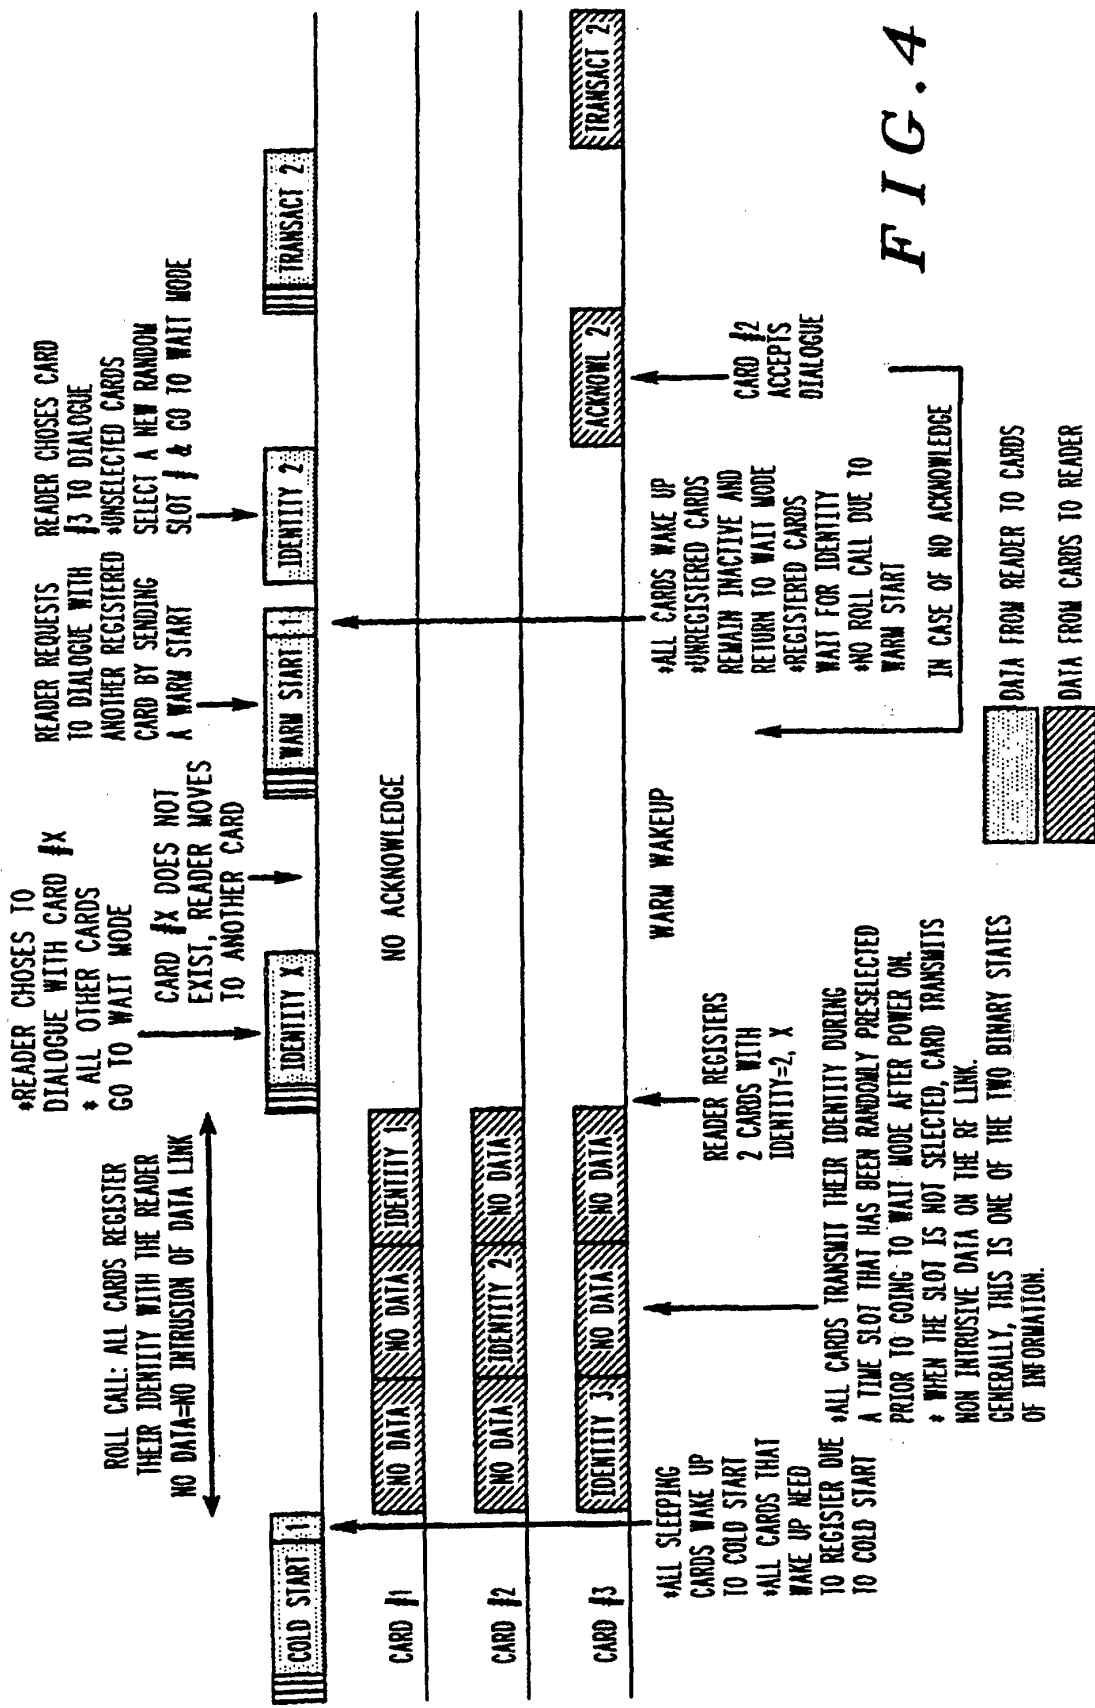 *READER CHOSES TO
DIALOGUE WITH CARD #X
* ALL OTHER CARDS
GO TO WAIT MODE
CARD #X DOES NOT
EXIST, READER MOVES
TO ANOTHER CARD
READER REQUESTS
TO DIALOGUE WITH
ANOTHER REGISTERED
CARD BY SENDING
A WARM START
READER CHOSES CARD
#3 TO DIALOGUE
*UNSELECTED CARDS
SELECT A NEW RANDOM
SLOT # & GO TO WAIT MODE
ROLL CALL: ALL CARDS REGISTER
THEIR IDENTITY WITH THE READER
NO DATA=NO INTRUSION OF DATA LINK
COLD START 1
IDENTITY X
WARM START 1
IDENTITY 2
TRANSACT 2
CARD #1
NO DATA
NO DATA
IDENTITY 1
NO ACKNOWLEDGE
CARD #2
NO DATA
IDENTITY 2
NO DATA
CARD #3
IDENTITY 3
NO DATA
NO DATA
ACKNOWL 2
TRANSACT 2
WARM WAKEUP
*ALL SLEEPING
CARDS WAKE UP
TO COLD START
*ALL CARDS THAT
WAKE UP NEED
TO REGISTER DUE
TO COLD START
READER REGISTERS
2 CARDS WITH
IDENTITY=2, X
*ALL CARDS TRANSMIT THEIR IDENTITY DURING
A TIME SLOT THAT HAS BEEN RANDOMLY PRESELECTED
PRIOR TO GOING TO WAIT MODE AFTER POWER ON.
* WHEN THE SLOT IS NOT SELECTED, CARD TRANSMITS
NON INTRUSIVE DATA ON THE RF LINK.
GENERALLY, THIS IS ONE OF THE TWO BINARY STATES
OF INFORMATION.
*ALL CARDS WAKE UP
*UNREGISTERED CARDS
REMAIN INACTIVE AND
RETURN TO WAIT MODE
*REGISTERED CARDS
WAIT FOR IDENTITY
*NO ROLL CALL DUE TO
WARM START
IN CASE OF NO ACKNOWLEDGE
CARD #2
ACCEPTS
DIALOGUE
DATA FROM READER TO CARDS
DATA FROM CARDS TO READER
FIG. 4